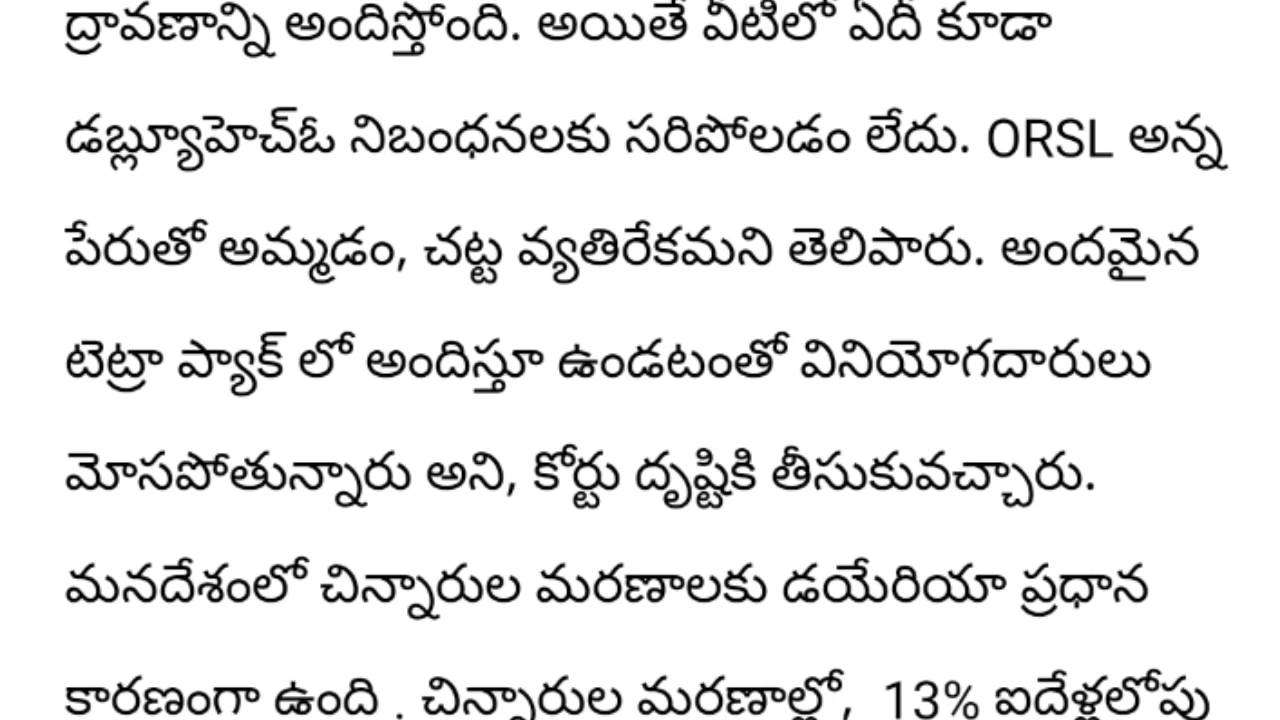 ద్రావణాన్ని అందిస్తోంది. అయితే వీటిలో ఏదీ కూడా
డబ్ల్యూహెచ్ఓ నిబంధనలకు సరిపోలడం లేదు. ORSL అన్న
పేరుతో అమ్మడం, చట్ట వ్యతిరేకమని తెలిపారు. అందమైన
టెట్రా ప్యాక్ లో అందిస్తూ ఉండటంతో వినియోగదారులు
మోసపోతున్నారు అని, కోర్టు దృష్టికి తీసుకువచ్చారు.
మనదేశంలో చిన్నారుల మరణాలకు డయేరియా ప్రధాన
కారణంగా ఉంది . చిన్నారుల మరణాల్లో, 13% ఐదేళ్లలోపు